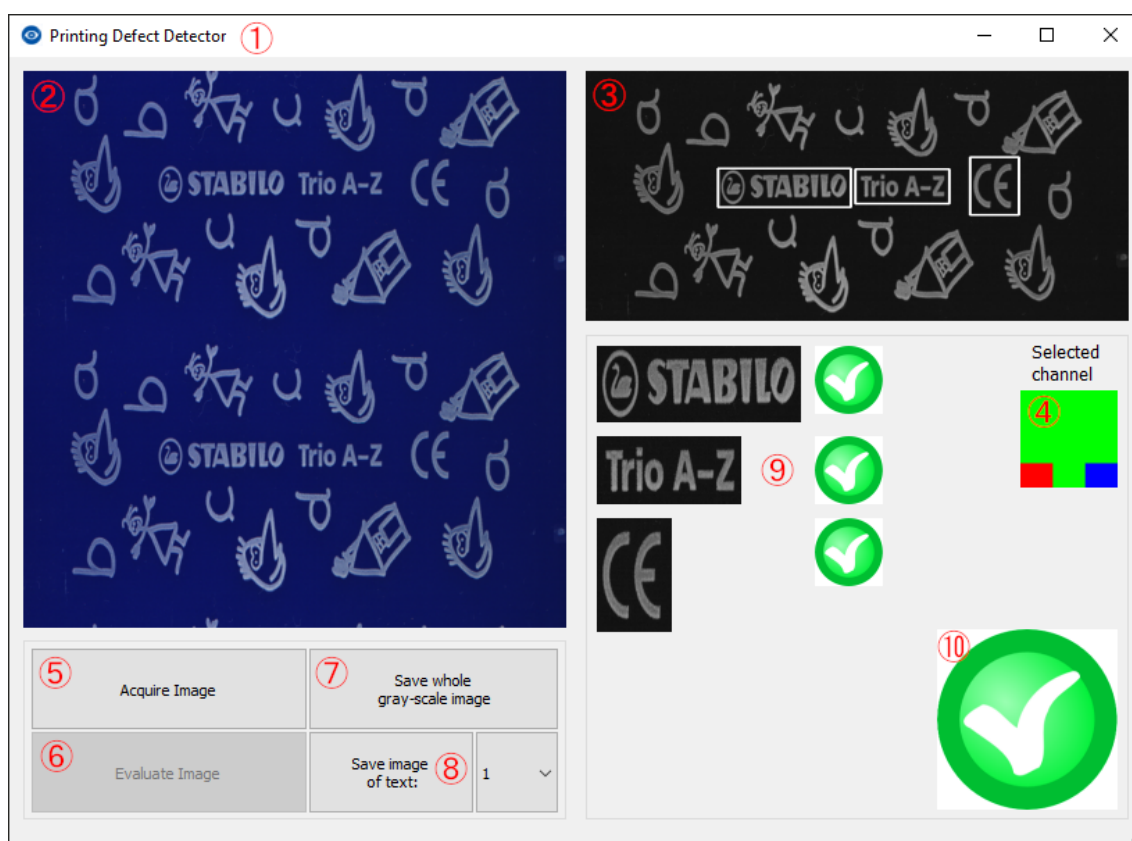 Printing Defect Detector ①
②
a b c d a
STABILO Trio A-Z CE a
b c d
a b c d a
STABILO Trio A-Z CE a
b c d
③
a b c d a
STABILO Trio A-Z CE a
b c d
STABILO
Trio A-Z
⑨
CE
Selected
channel
④
⑩
⑤ Acquire Image
⑦ Save whole
gray-scale image
⑥ Evaluate Image
Save image
of text: ⑧ 1